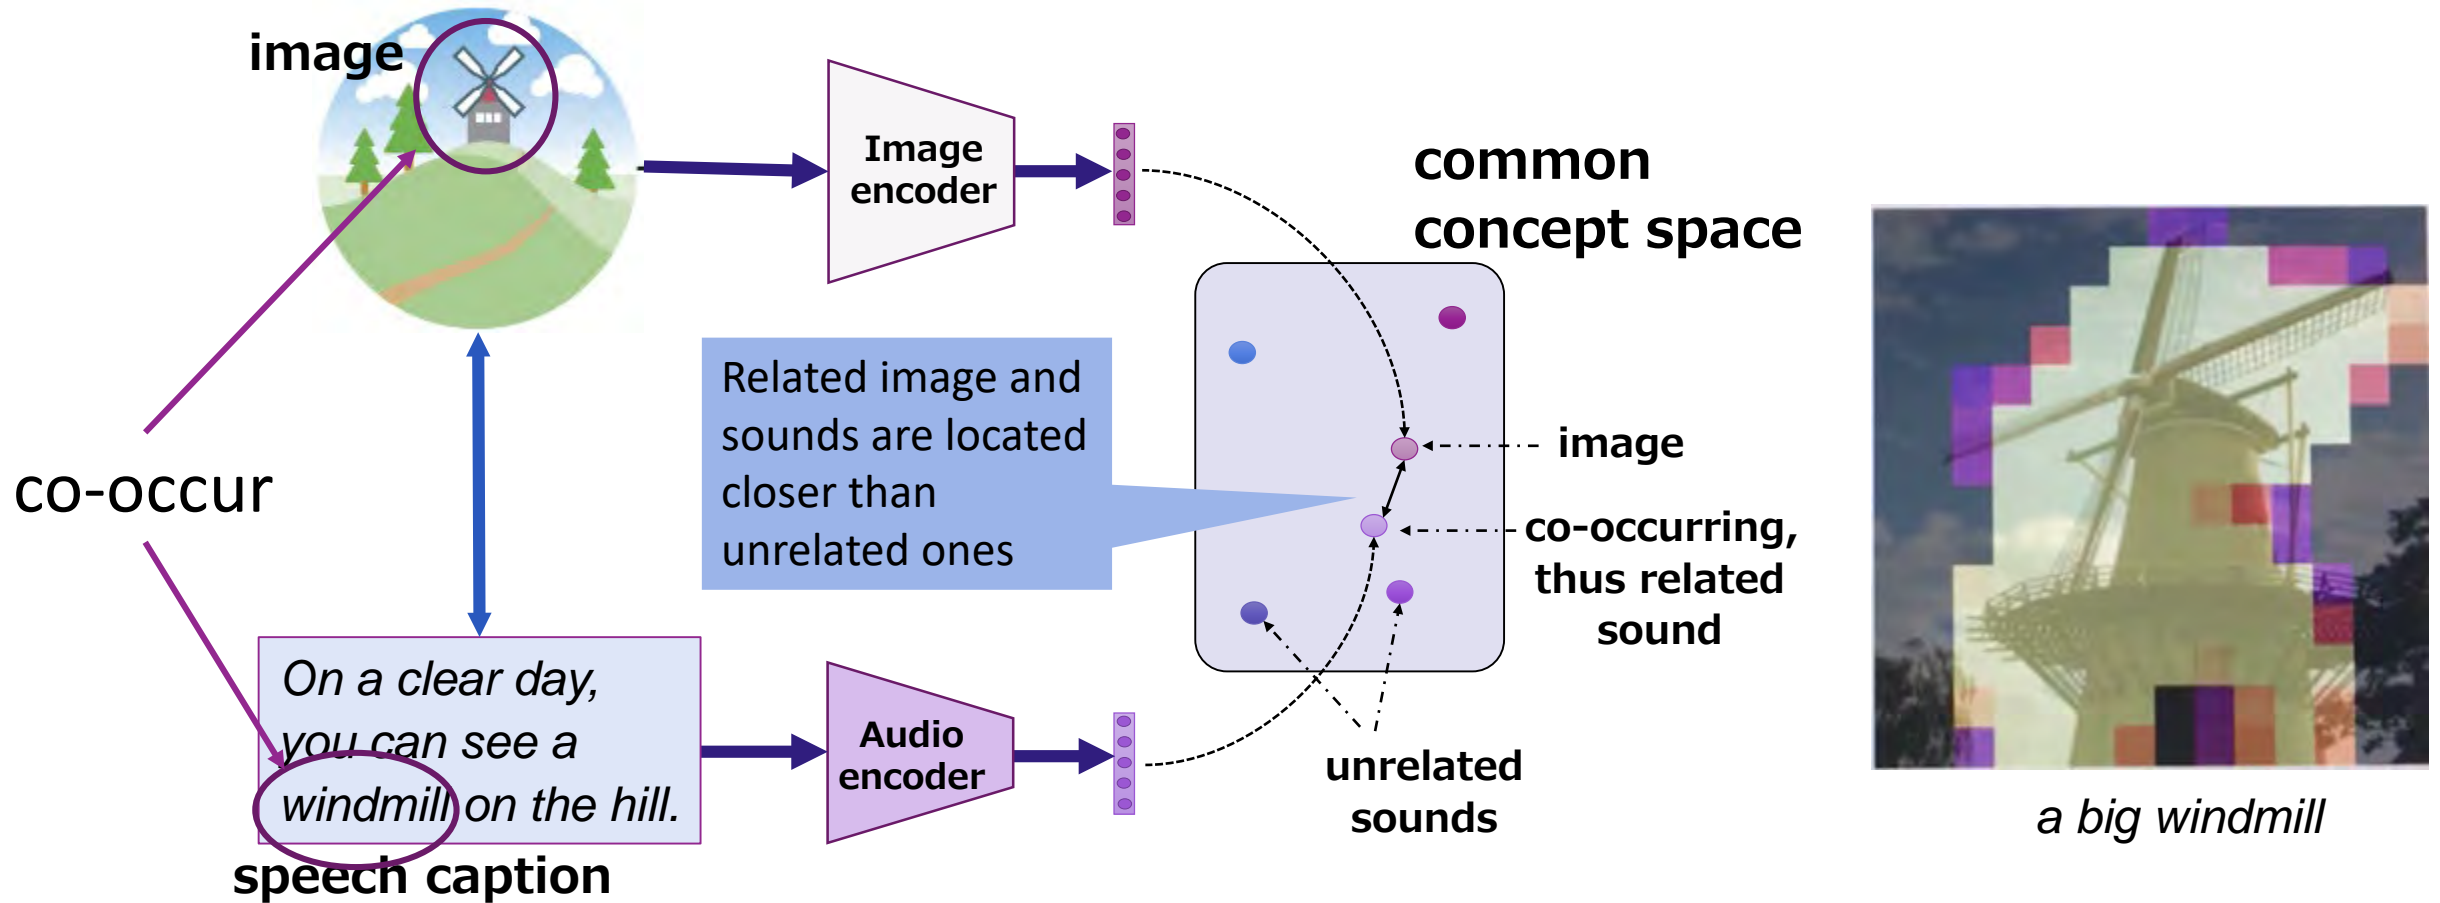 image
co-occur
On a clear day,
you can see a
windmill on the hill.
speech caption
Image
encoder
Related image and
sounds are located
closer than
unrelated ones
Audio
encoder
common
concept space
image
co-occurring,
thus related
sound
unrelated
sounds
a big windmill